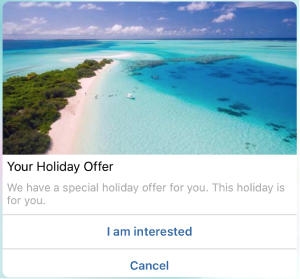 Your Holiday Offer
We have a special holiday offer for you. This holiday is
for you.
I am interested
Cancel